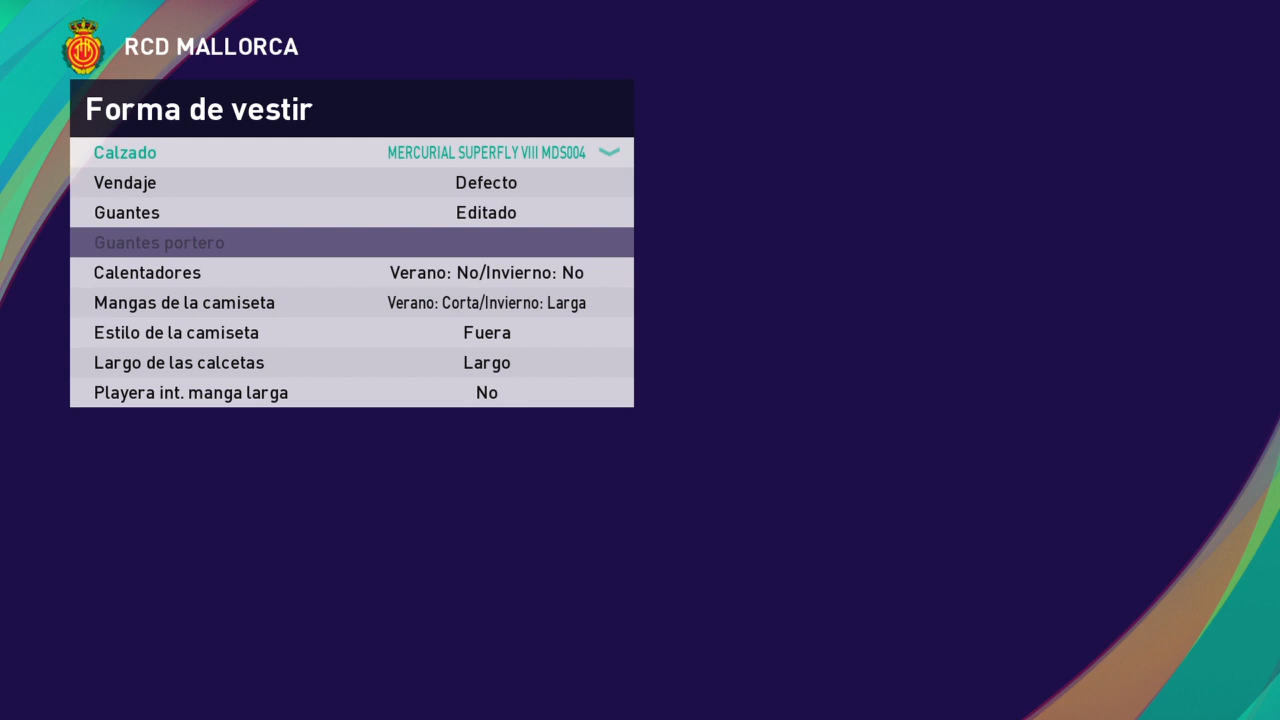 RCD MALLORCA
Forma de vestir
Calzado MERCURIAL SUPERFLY VIII MDS004
Vendaje Defecto
Guantes Editado
Guantes portero
Calentadores Verano: No/Invierno: No
Mangas de la camiseta Verano: Corta/Invierno: Larga
Estilo de la camiseta Fuera
Largo de las calcetas Largo
Playera int. manga larga No